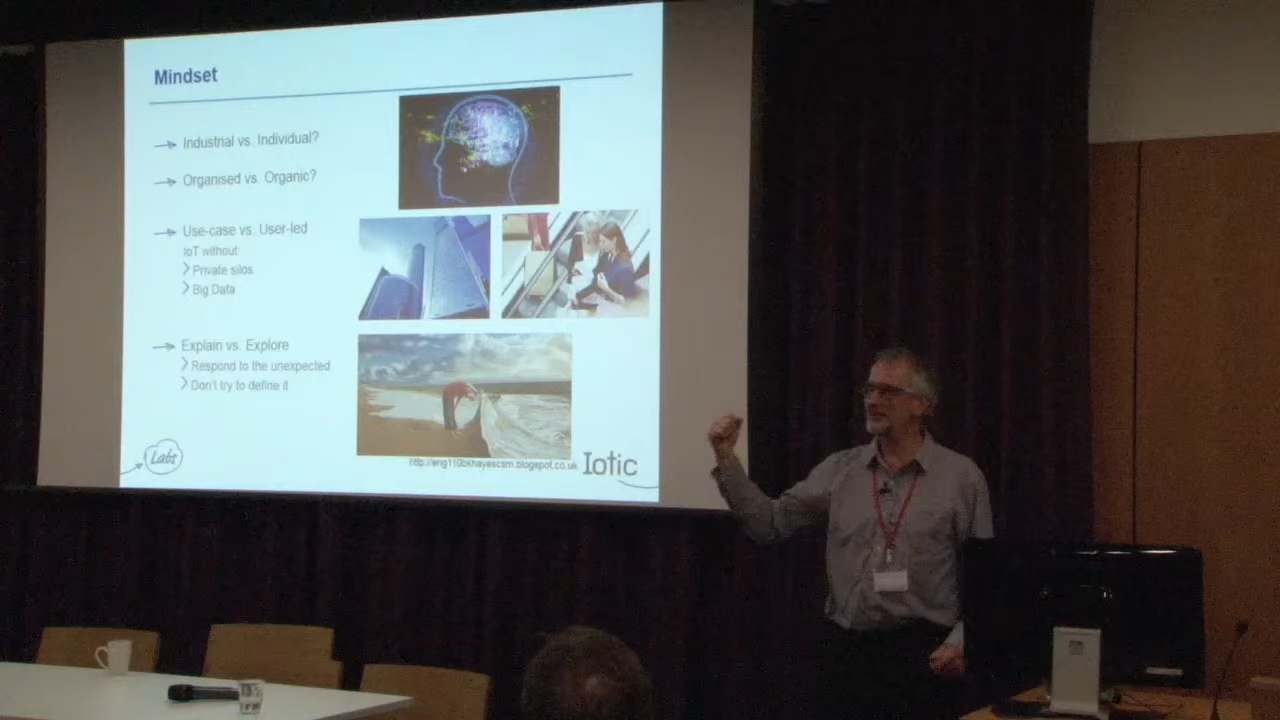 Mindset
Industrial vs. Individual?
Organised vs. Organic?
Use-case vs. User-led
IoT without:
Private silos
Big Data
Explain vs. Explore
Respond to the unexpected
Don't try to define it
Labs
http://eng110bkhayescsm.blogspot.co.uk
Iotic